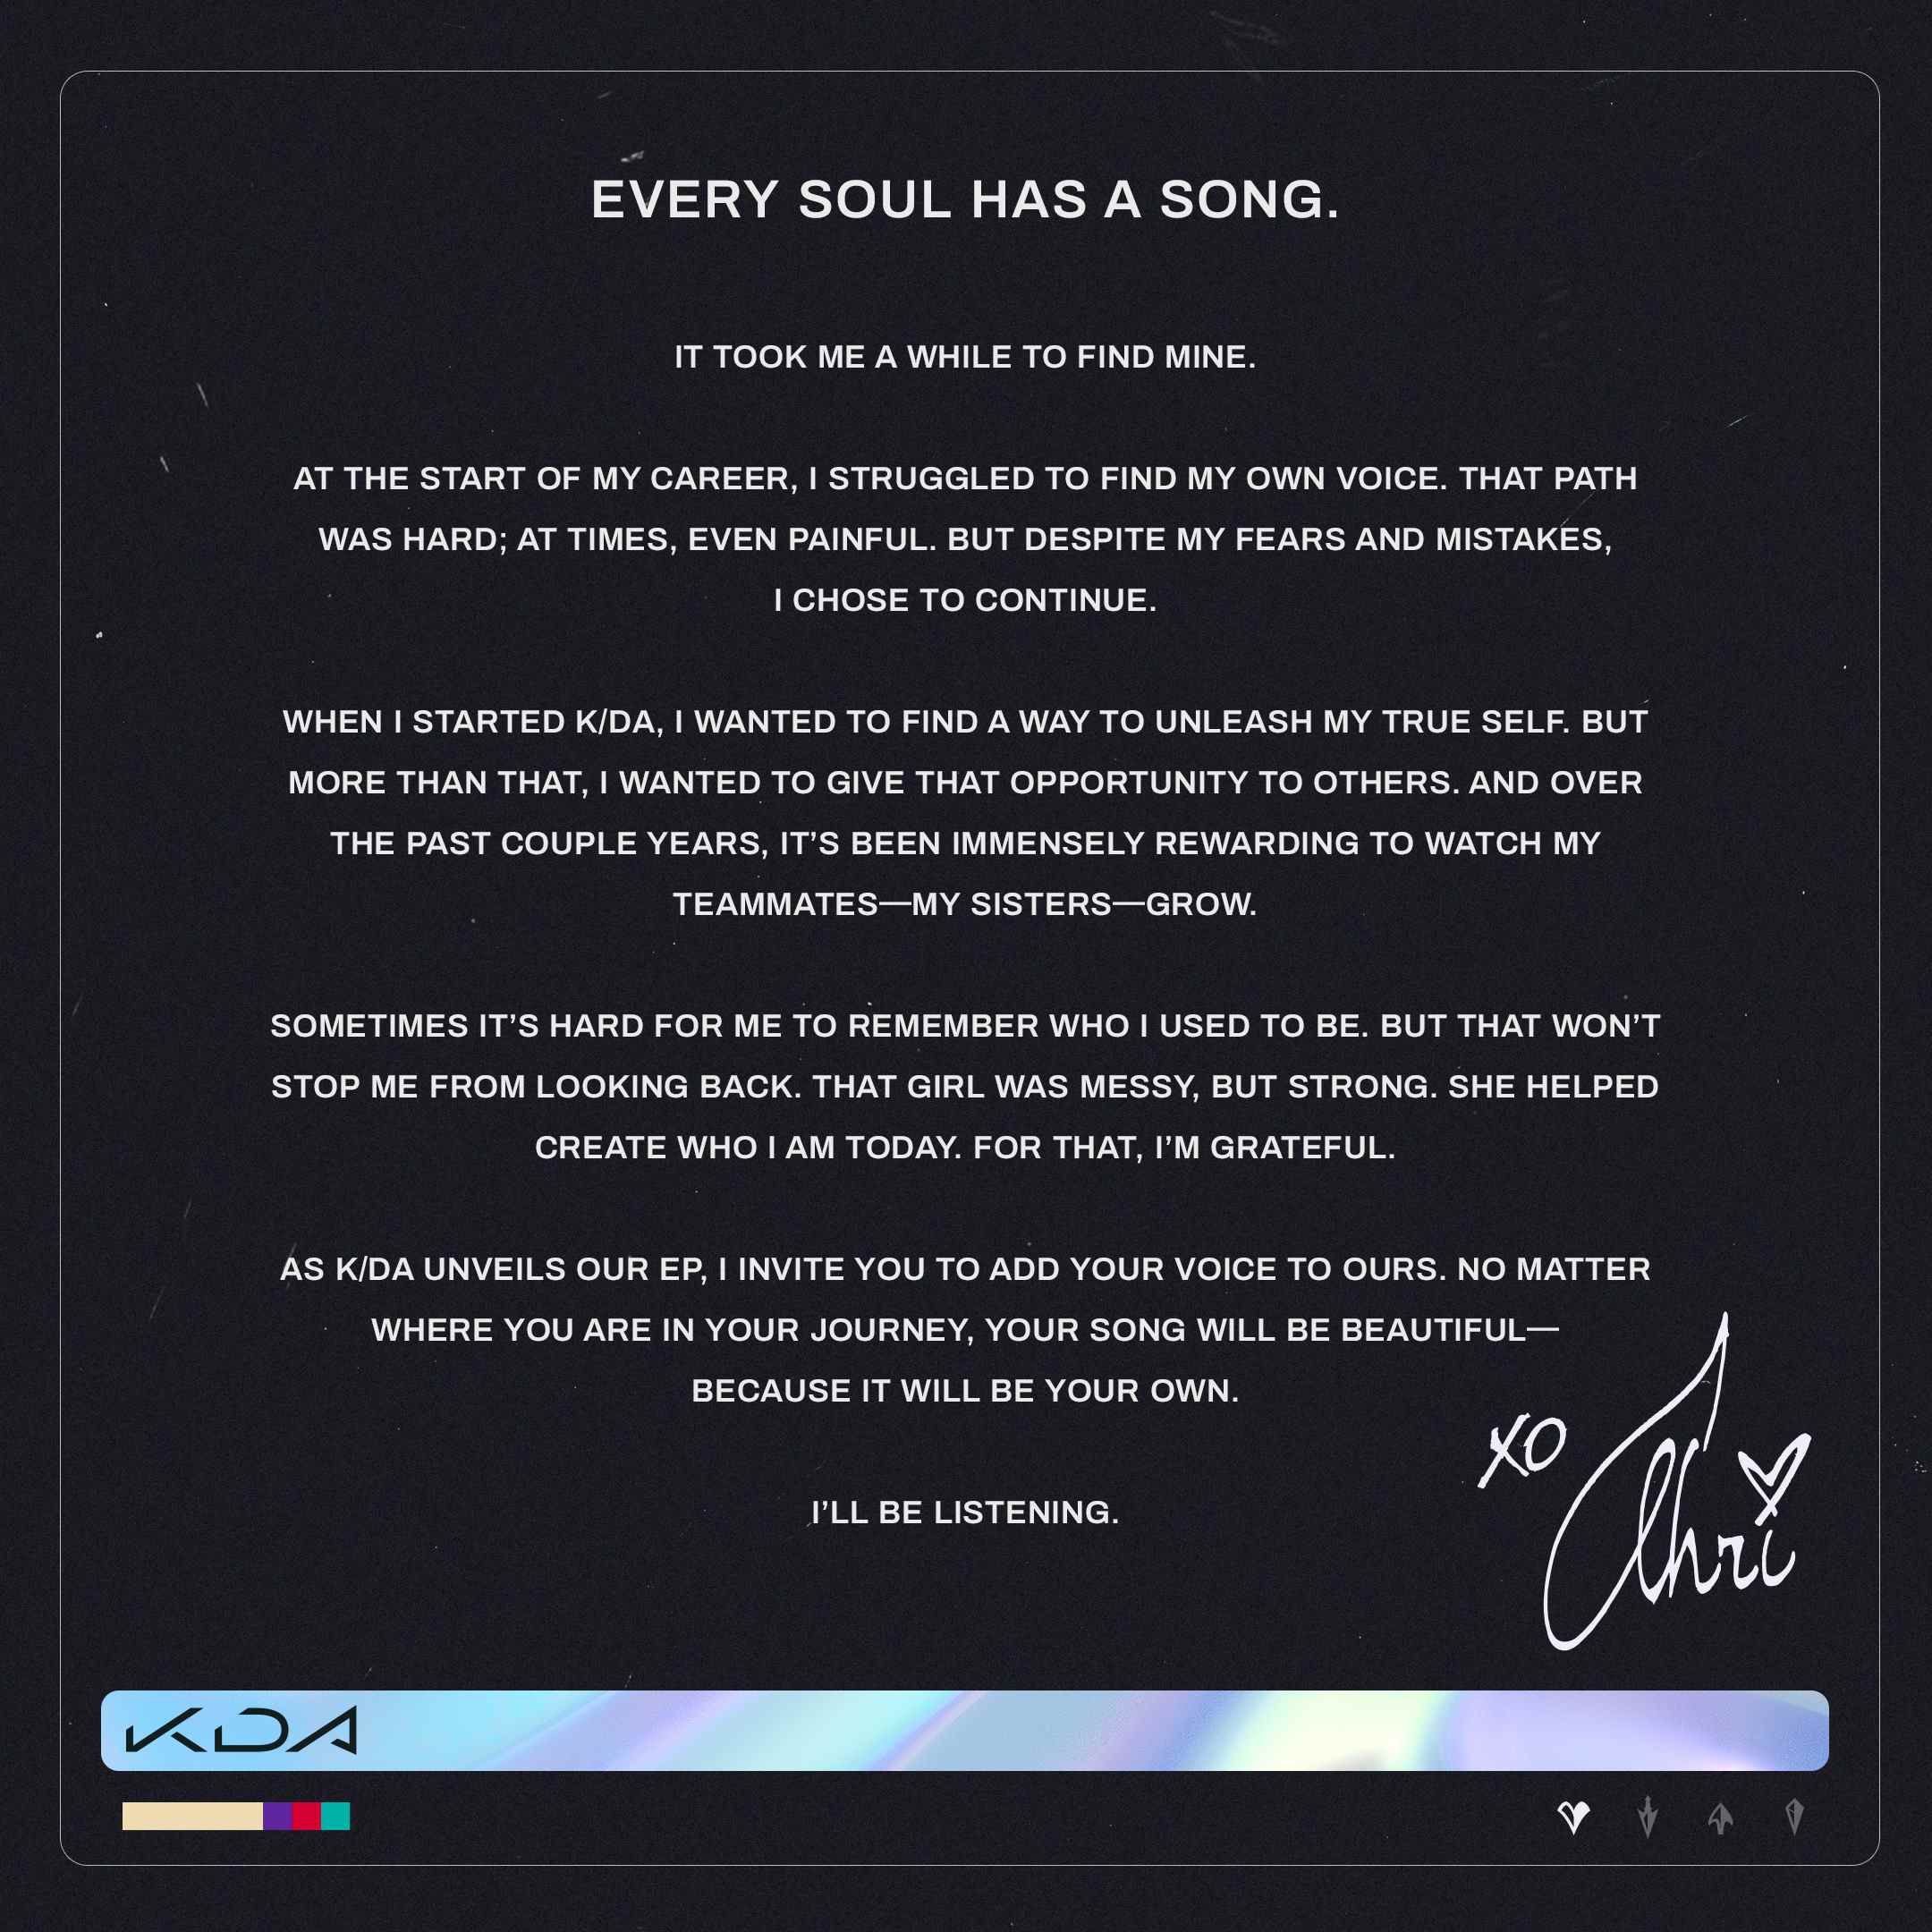 EVERY SOUL HAS A SONG.
IT TOOK ME A WHILE TO FIND MINE.
AT THE START OF MY CAREER, I STRUGGLED TO FIND MY OWN VOICE. THAT PATH
WAS HARD; AT TIMES, EVEN PAINFUL. BUT DESPITE MY FEARS AND MISTAKES,
I CHOSE TO CONTINUE.
WHEN I STARTED K/DA, I WANTED TO FIND A WAY TO UNLEASH MY TRUE SELF. BUT
MORE THAN THAT, I WANTED TO GIVE THAT OPPORTUNITY TO OTHERS. AND OVER
THE PAST COUPLE YEARS, IT’S BEEN IMMENSELY REWARDING TO WATCH MY
TEAMMATES—MY SISTERS—GROW.
SOMETIMES IT’S HARD FOR ME TO REMEMBER WHO I USED TO BE. BUT THAT WON’T
STOP ME FROM LOOKING BACK. THAT GIRL WAS MESSY, BUT STRONG. SHE HELPED
CREATE WHO I AM TODAY. FOR THAT, I’M GRATEFUL.
AS K/DA UNVEILS OUR EP, I INVITE YOU TO ADD YOUR VOICE TO OURS. NO MATTER
WHERE YOU ARE IN YOUR JOURNEY, YOUR SONG WILL BE BEAUTIFUL—
BECAUSE IT WILL BE YOUR OWN.
I’LL BE LISTENING.
XO Ahri
KDA